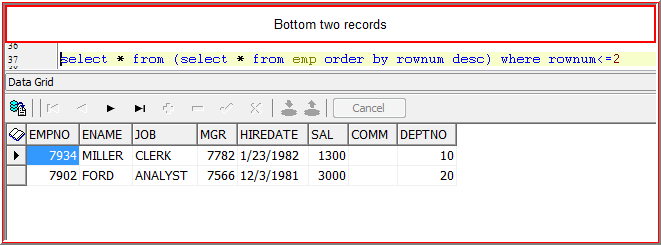 Bottom two records
36
37 select * from (select * from emp order by rownum desc) where rownum<=2
38
Data Grid
Cancel
EMPNO ENAME JOB MGR HIREDATE SAL COMM DEPTNO
7934 MILLER CLERK 7782 1/23/1982 1300 10
7902 FORD ANALYST 7566 12/3/1981 3000 20